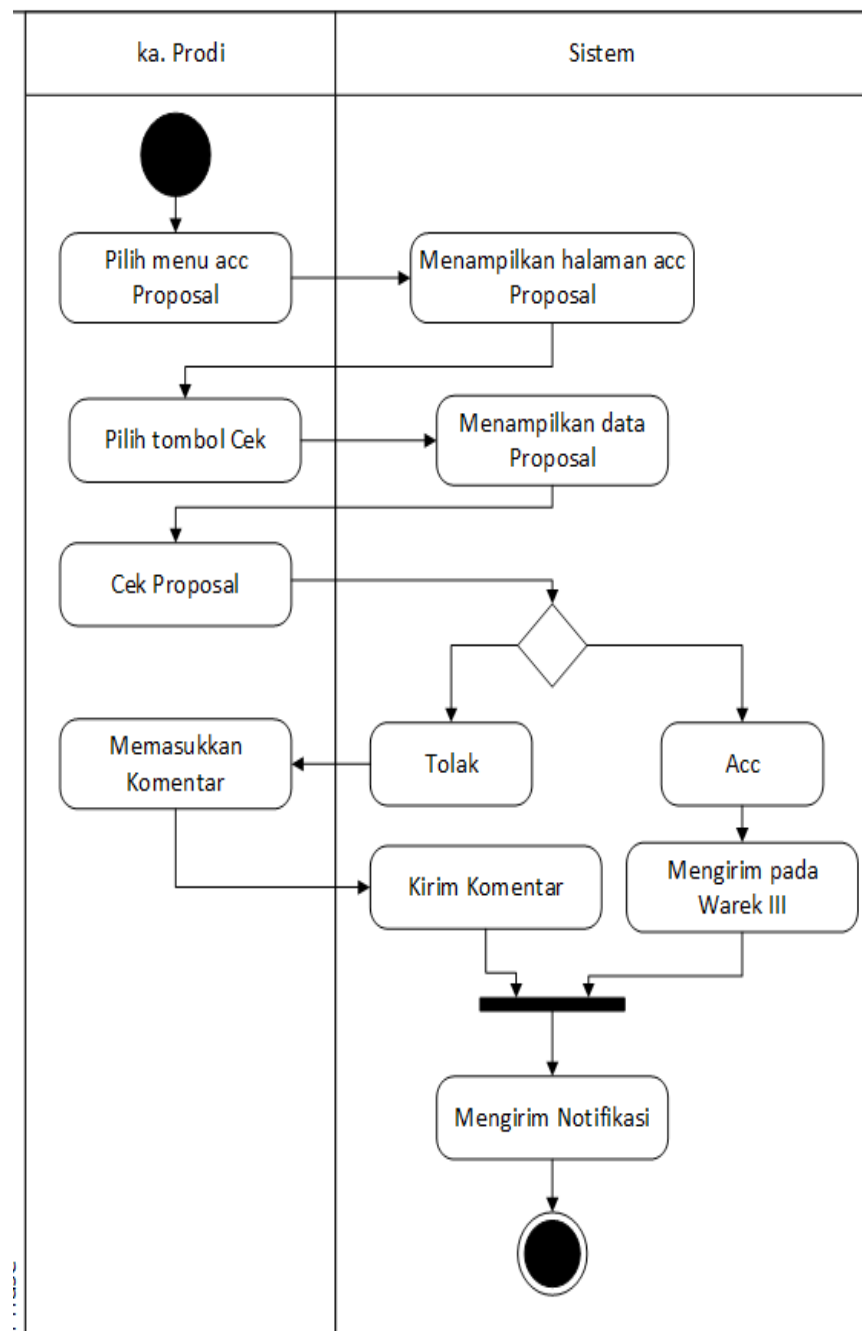 ka. Prodi
Sistem
Pilih menu acc
Proposal
Menampilkan halaman acc
Proposal
Pilih tombol Cek
Menampilkan data
Proposal
Cek Proposal
Memasukkan
Komentar
Tolak
Acc
Kirim Komentar
Mengirim pada
Warek III
Mengirim Notifikasi